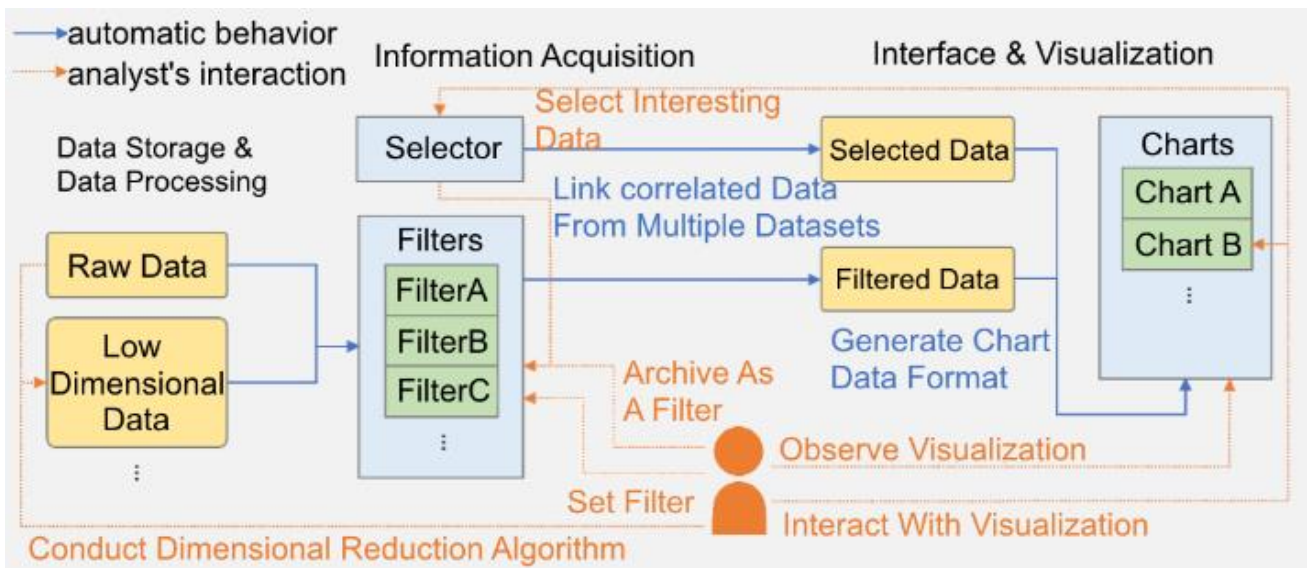 automatic behavior
analyst's interaction
Information Acquisition
Interface & Visualization
Data Storage &
Data Processing
Select Interesting
Data
Selector
Selected Data
Charts
Chart A
Chart B
⋮
Link correlated Data
From Multiple Datasets
Raw Data
Low
Dimensional
Data
⋮
Filters
FilterA
FilterB
FilterC
⋮
Filtered Data
Generate Chart
Data Format
Archive As
A Filter
Observe Visualization
Set Filter
Interact With Visualization
Conduct Dimensional Reduction Algorithm